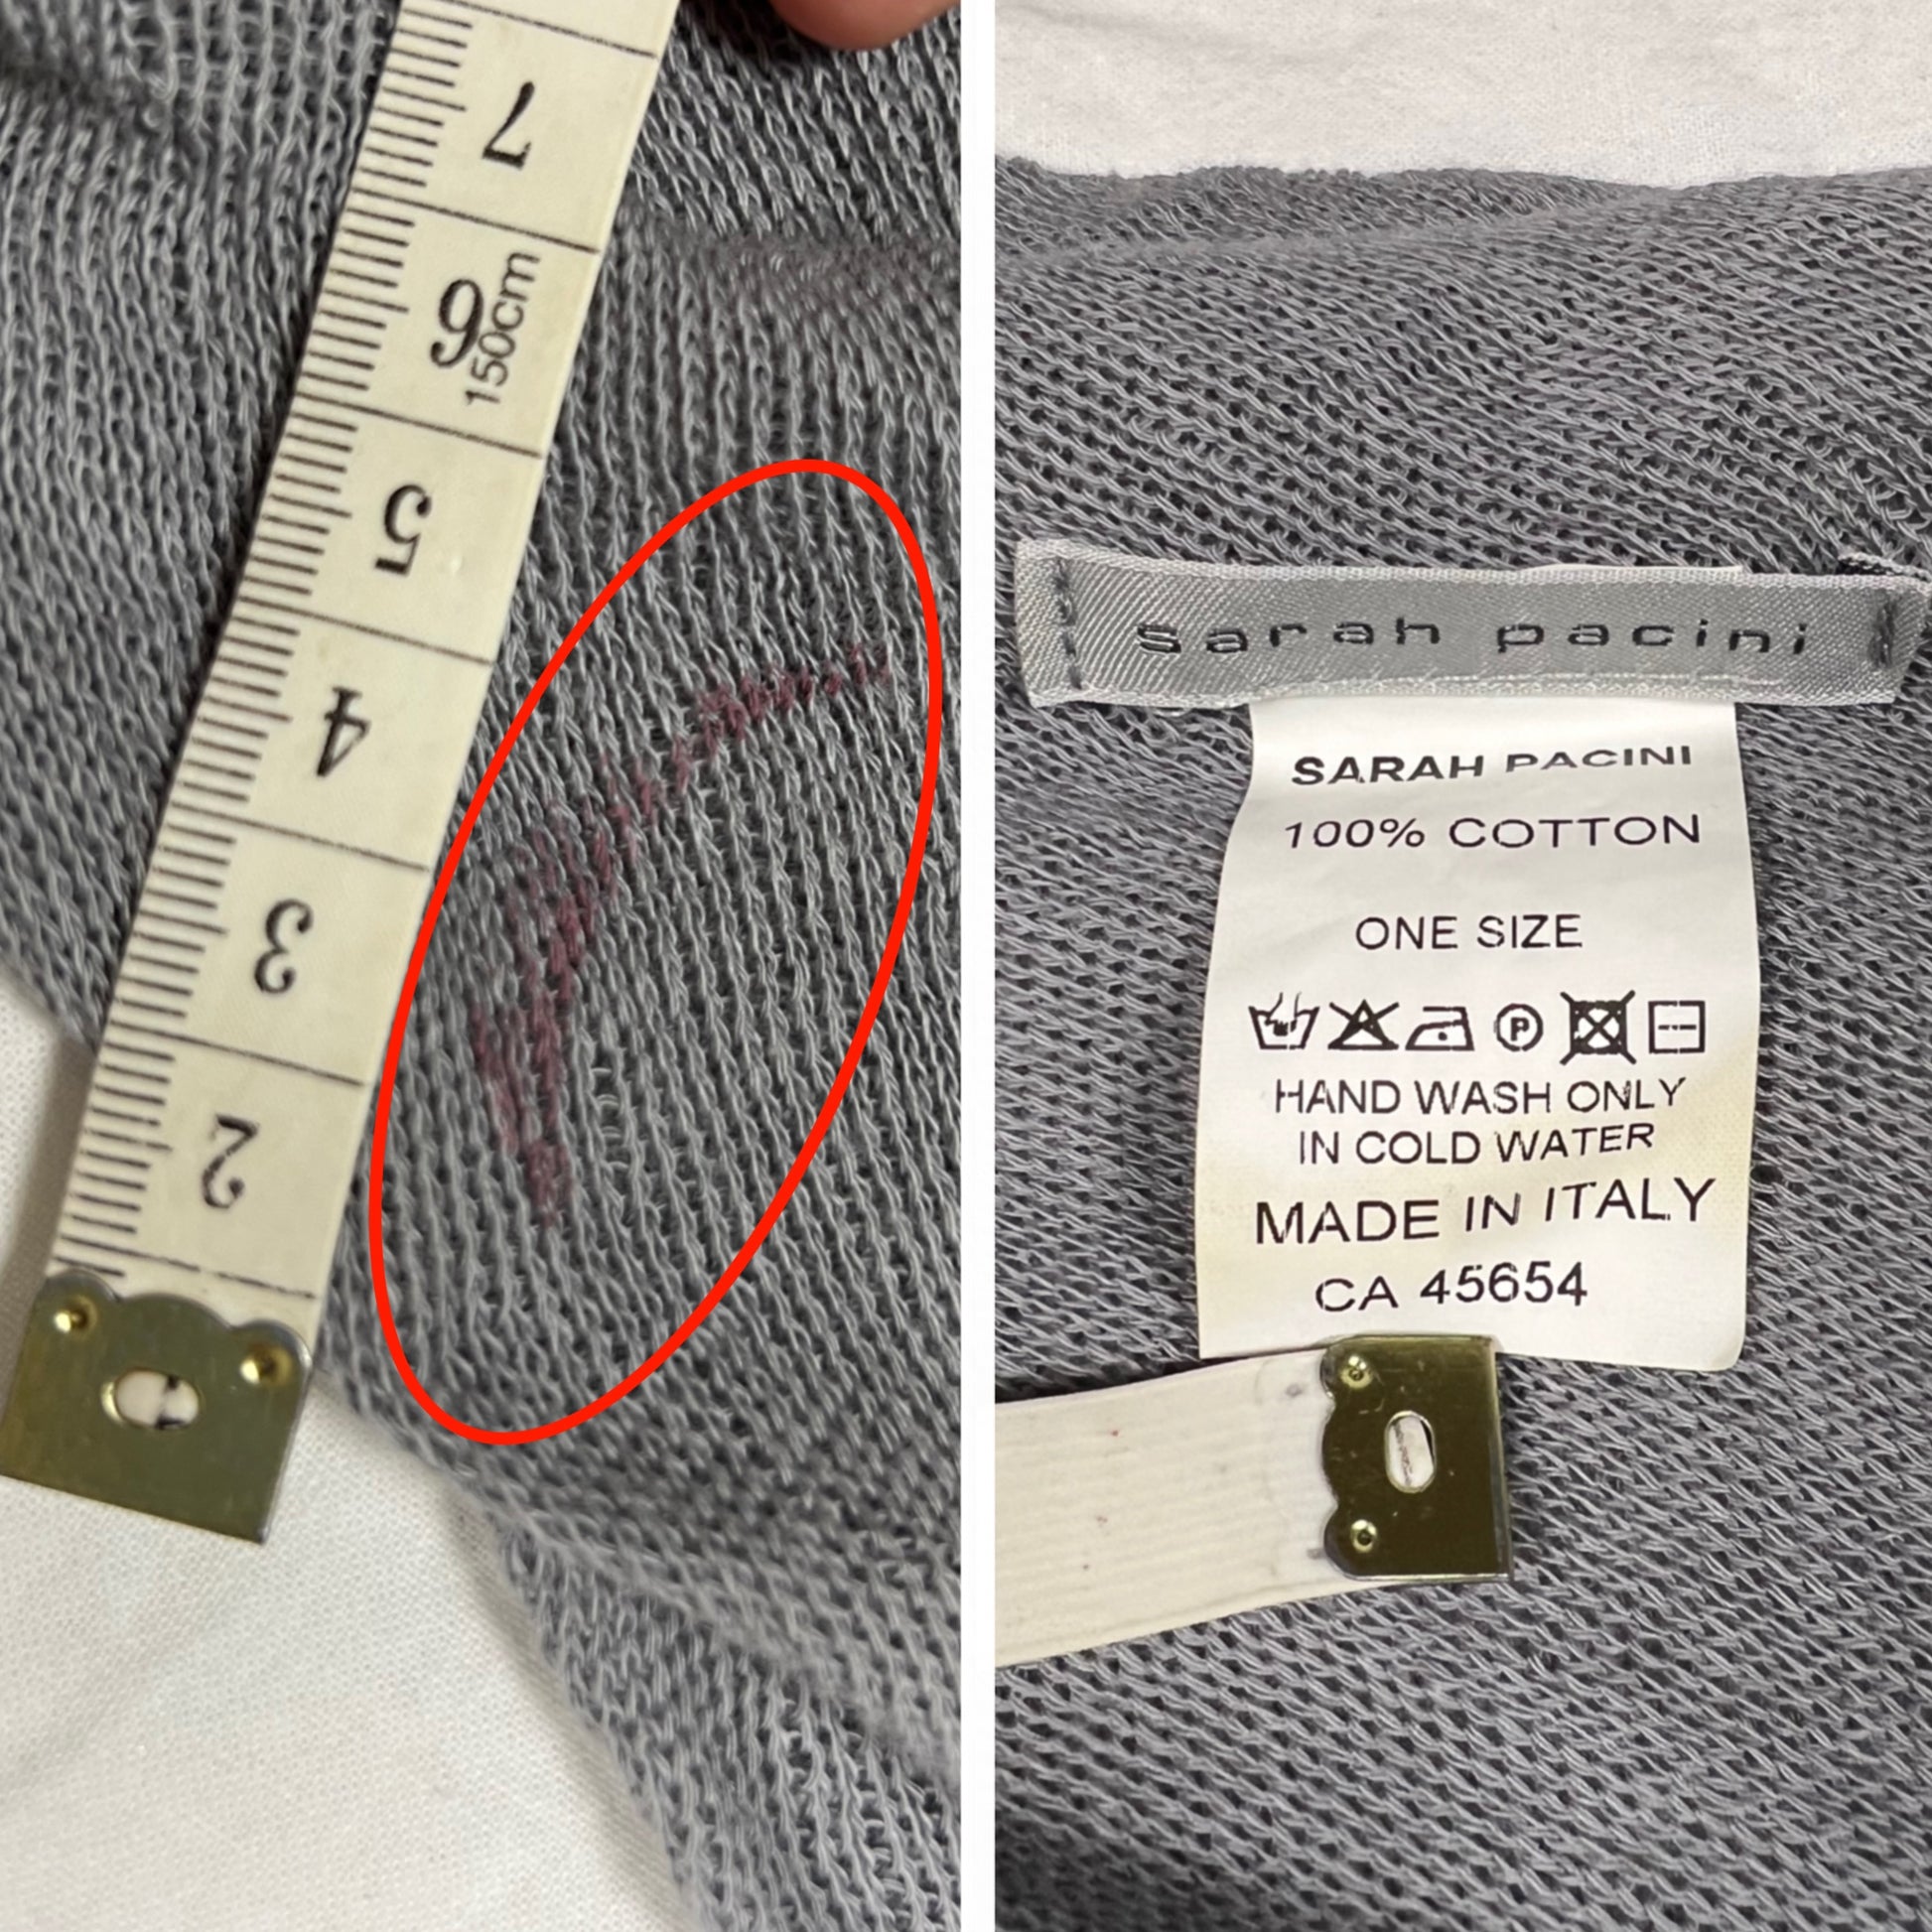 7
6
150cm
5
4
3
2
sarah pacini
SARAH PACINI
100% COTTON
ONE SIZE
P
HAND WASH ONLY
IN COLD WATER
MADE IN ITALY
CA 45654